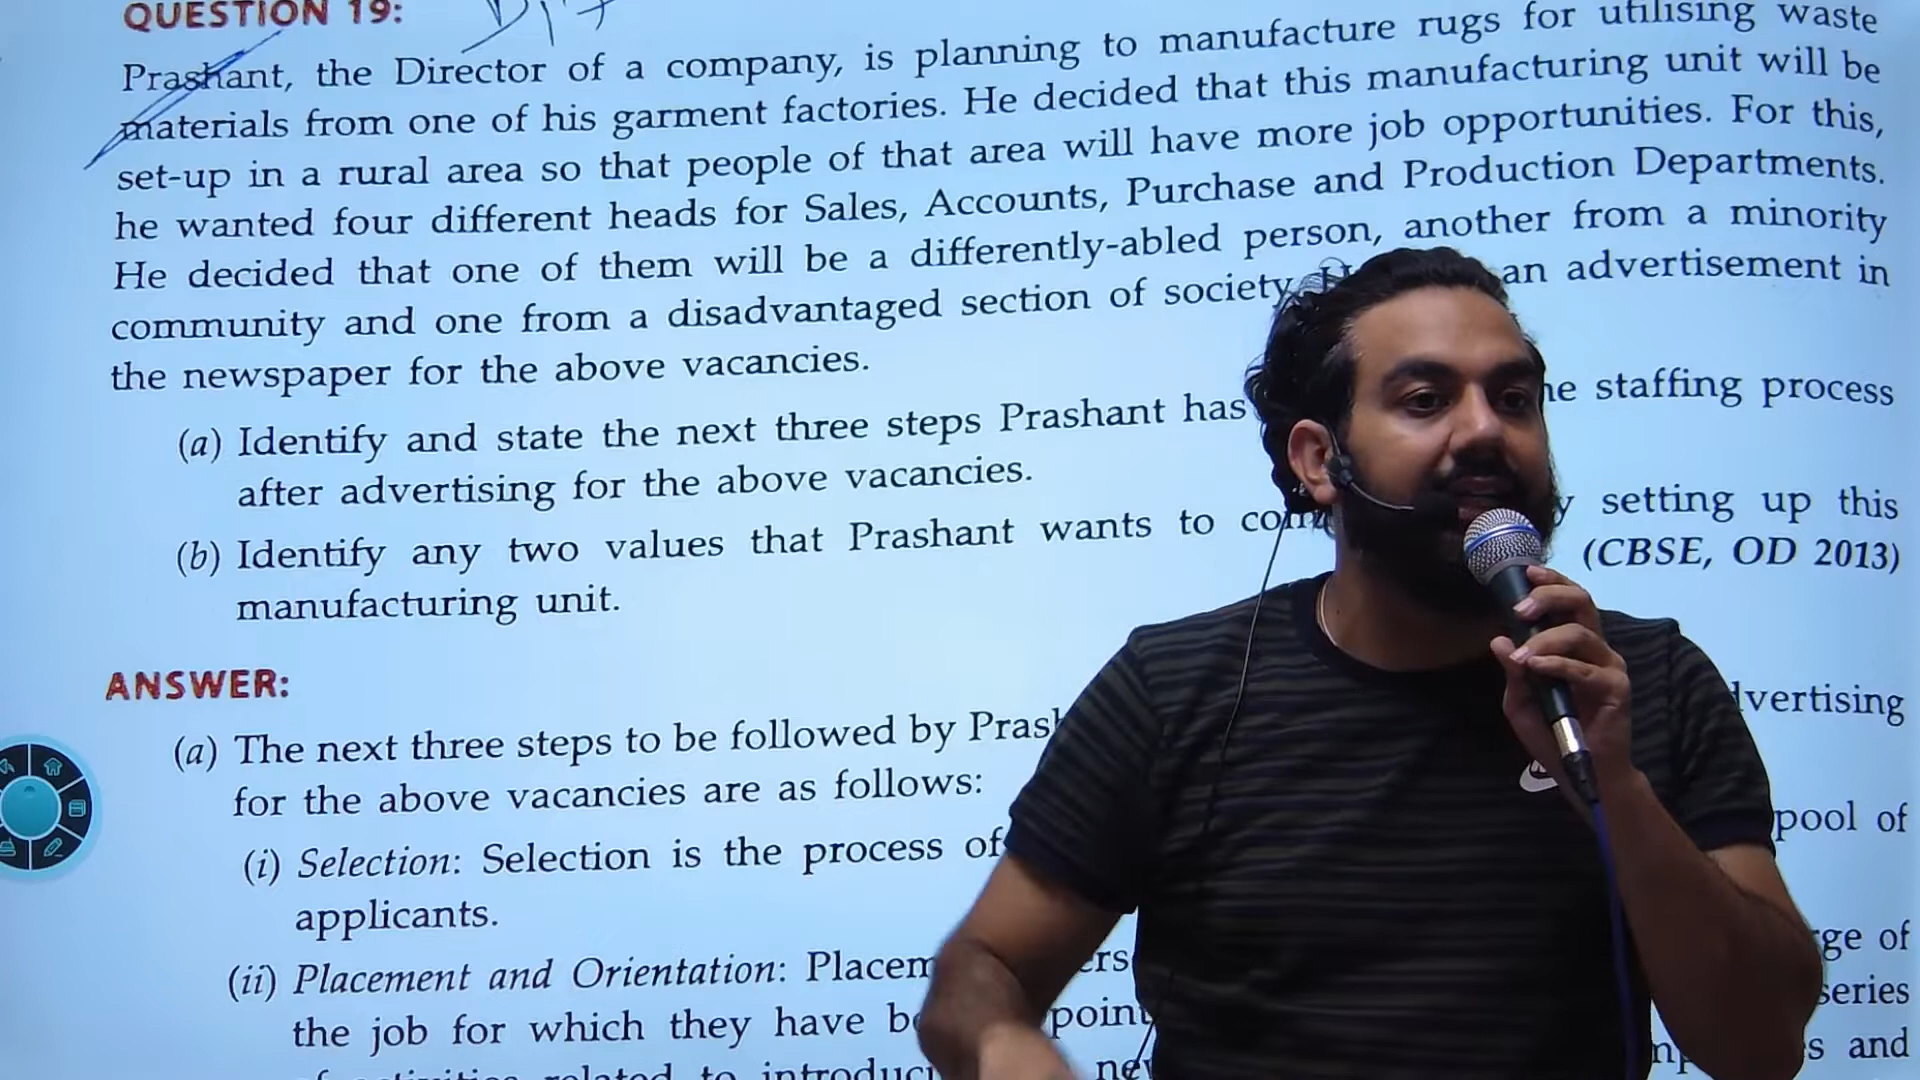 QUESTION 19:
Prashant, the Director of a company, is planning to manufacture rugs for utilising waste
materials from one of his garment factories. He decided that this manufacturing unit will be
set-up in a rural area so that people of that area will have more job opportunities. For this,
he wanted four different heads for Sales, Accounts, Purchase and Production Departments.
He decided that one of them will be a differently-abled person, another from a minority
community and one from a disadvantaged section of society. an advertisement in
the newspaper for the above vacancies.
(a) Identify and state the next three steps Prashant has staffing process
after advertising for the above vacancies.
(b) Identify any two values that Prashant wants to setting up this
manufacturing unit. (CBSE, OD 2013)
ANSWER:
(a) The next three steps to be followed by
for the above vacancies are as follows:
(i) Selection: Selection is the process of pool of
applicants.
(ii) Placement and Orientation: of
the job for which they have series
related to and